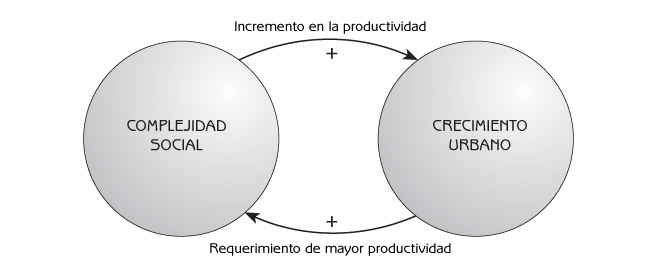 Incremento en la productividad
+
COMPLEJIDAD
SOCIAL
CRECIMIENTO
URBANO
+
Requerimiento de mayor productividad